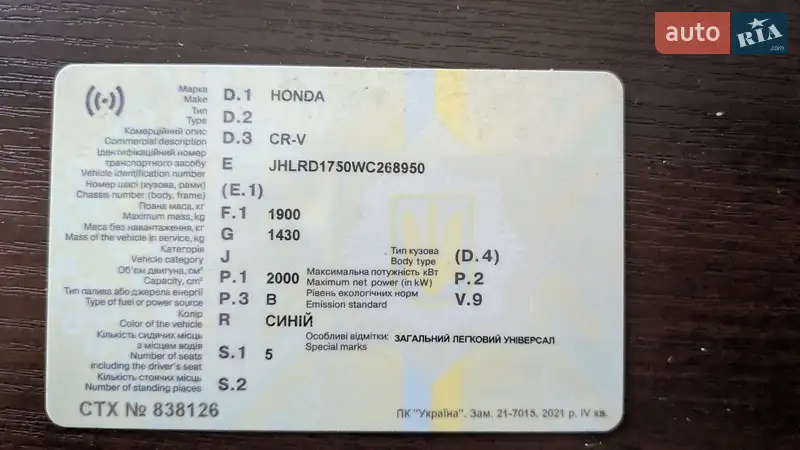 auto RIA .com
Марка
Make D.1 HONDA
Тип
Type D.2
Комерційний опис
Commercial description D.3 CR-V
Ідентифікаційний номер
транспортного засобу
Vehicle identification number E JHLRD1750WC268950
Номер шасі (кузова, рами)
Chassis number (body, frame) (E.1)
Повна маса, кг
Maximum mass, kg F.1 1900
Маса без навантаження, кг
Mass of the vehicle in service, kg G 1430
Категорія
Vehicle category J
Тип кузова
Body type (D.4)
Об'єм двигуна, см³
Capacity, cm³ P.1 2000
Максимальна потужність кВт
Maximum net power (in kW) P.2
Тип палива або джерела енергії
Type of fuel or power source P.3 B
Рівень екологічних норм
Emission standard V.9
Колір
Color of the vehicle R СИНІЙ
Особливі відмітки: ЗАГАЛЬНИЙ ЛЕГКОВИЙ УНІВЕРСАЛ
Special marks
Кількість сидячих місць
з місцем водія
Number of seats
including the driver's seat S.1 5
Кількість стоячих місць
Number of standing places S.2
СТХ № 838126
ПК "Україна". Зам. 21-7015. 2021 р. IV кв.